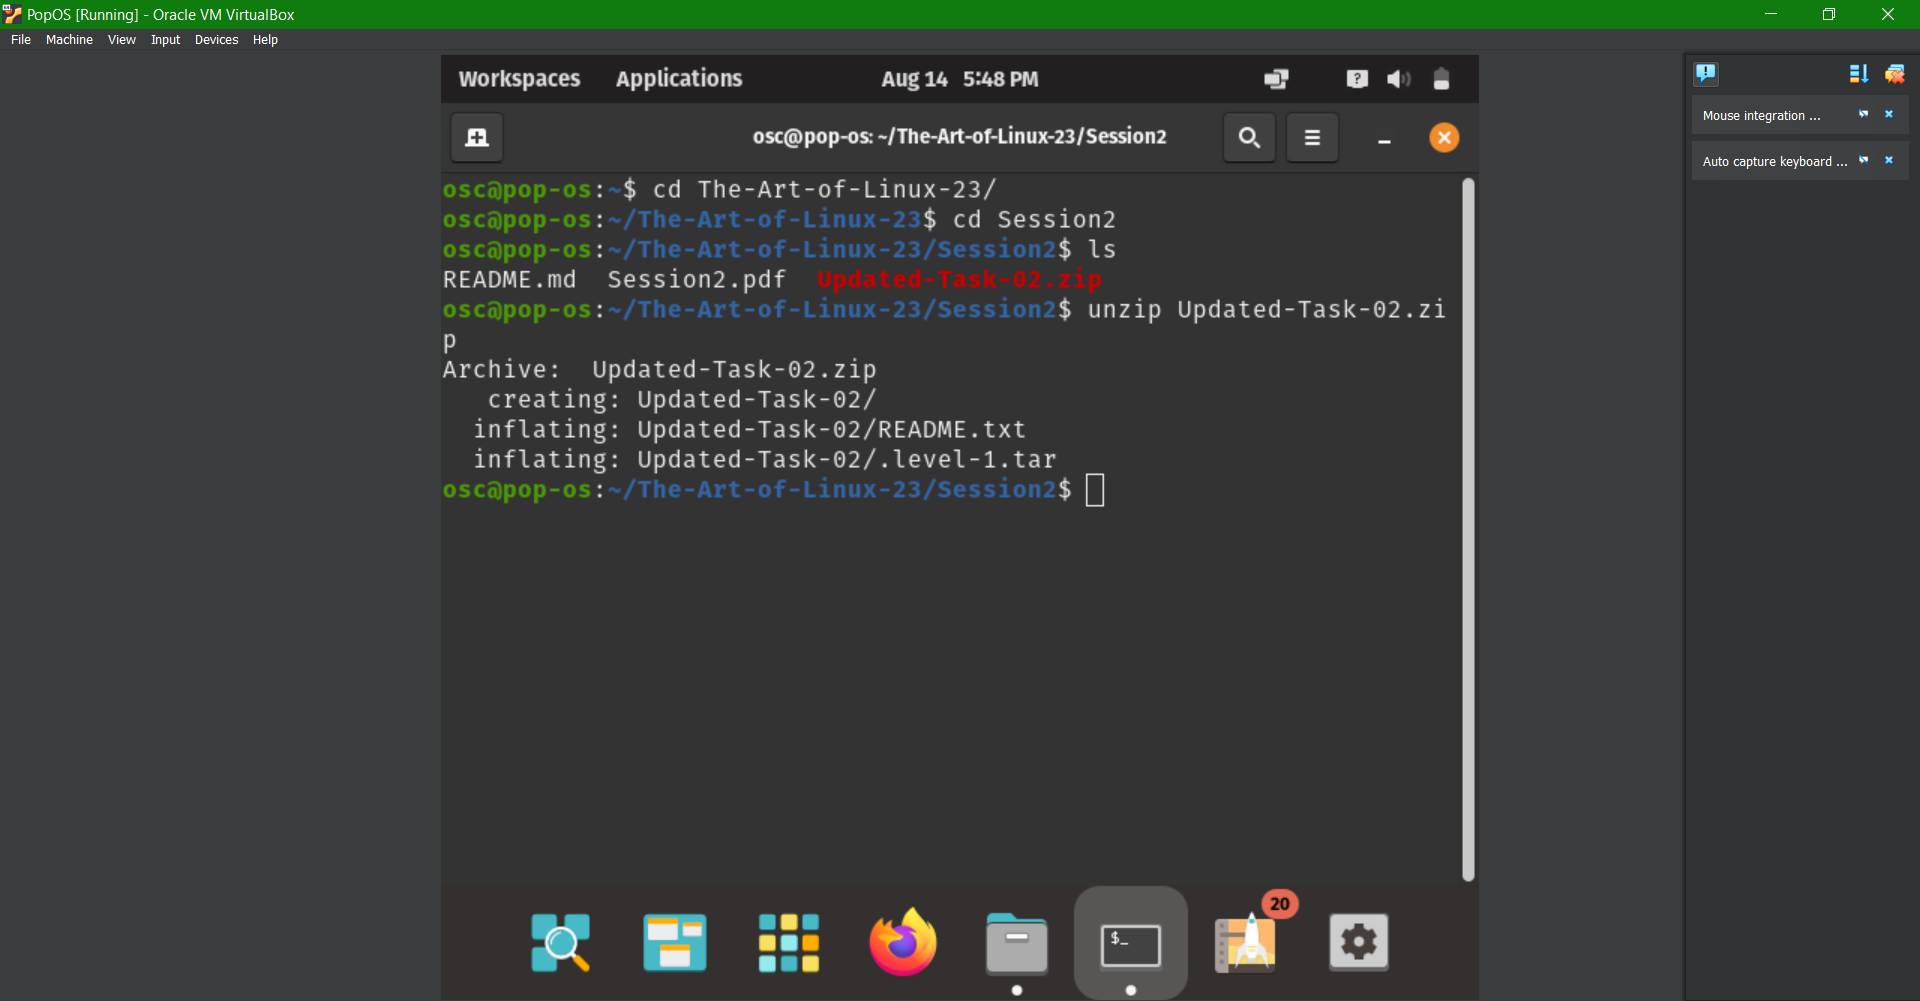 PopOS [Running] - Oracle VM VirtualBox
File Machine View Input Devices Help
Workspaces Applications Aug 14 5:48 PM
osc@pop-os: ~/The-Art-of-Linux-23/Session2
osc@pop-os:~$ cd The-Art-of-Linux-23/
osc@pop-os:~/The-Art-of-Linux-23$ cd Session2
osc@pop-os:~/The-Art-of-Linux-23/Session2$ ls
README.md  Session2.pdf  Updated-Task-02.zip
osc@pop-os:~/The-Art-of-Linux-23/Session2$ unzip Updated-Task-02.zi
p
Archive:  Updated-Task-02.zip
   creating: Updated-Task-02/
  inflating: Updated-Task-02/README.txt
  inflating: Updated-Task-02/.level-1.tar
osc@pop-os:~/The-Art-of-Linux-23/Session2$
Mouse integration ...
Auto capture keyboard ...
$_
20